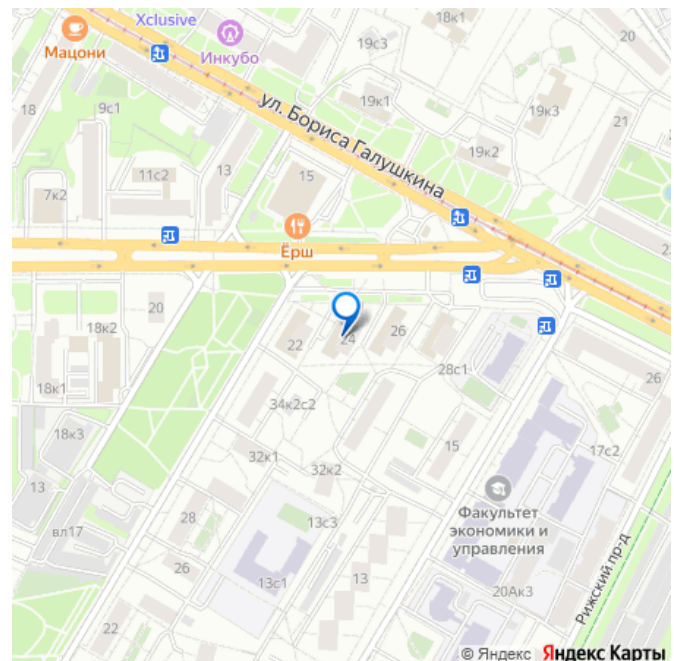 Xclusive
18к1
Мацони
Инкубо
19с3
20
18
9с1
ул. Бориса Галушкина
19к1
19к3
21
11с2
13
19к2
15
7к2
Ёрш
20
18к2
22
24
26
28с1
18к1
34к2с2
26
18к3
15
17с2
32к1
32к2
13
Факультет
экономики и
управления
вл17
28
13с3
26
13с1
13
20Ак3
Рижский пр-д
22
© Яндекс Яндекс Карты